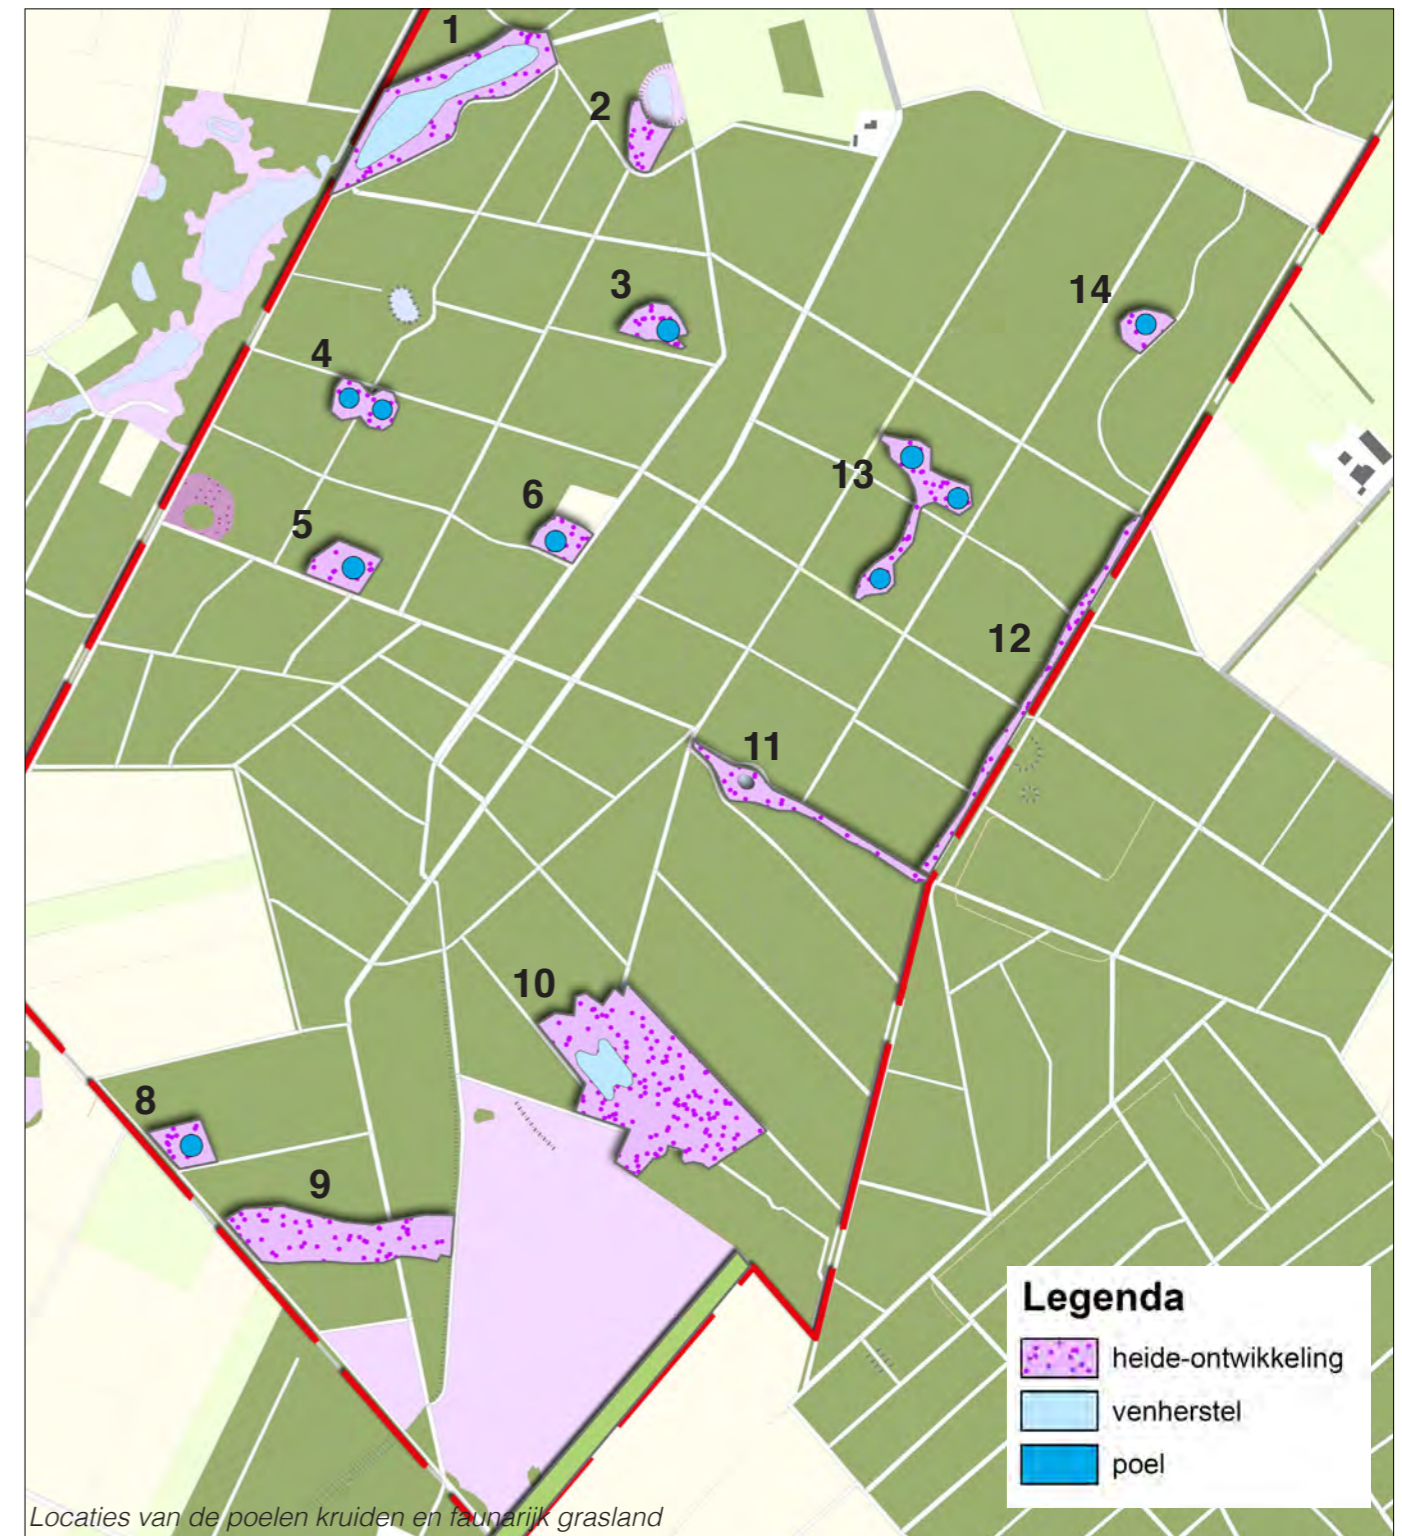 1
2
3
14
4
13
6
5
12
11
10
8
9
Legenda
heide-ontwikkeling
venherstel
poel
Locaties van de poelen kruiden en faunarijk grasland